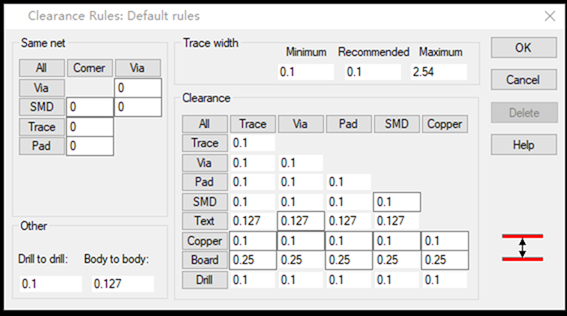 Clearance Rules: Default rules
Same net
All Corner Via
Via 0
SMD 0 0
Trace 0
Pad 0
Other
Drill to drill: Body to body:
0.1 0.127
Trace width
Minimum Recommended Maximum
0.1 0.1 2.54
Clearance
All Trace Via Pad SMD Copper
Trace 0.1
Via 0.1 0.1
Pad 0.1 0.1 0.1
SMD 0.1 0.1 0.1 0.1
Text 0.127 0.127 0.127 0.127
Copper 0.1 0.1 0.1 0.1 0.1
Board 0.25 0.25 0.25 0.25 0.25
Drill 0.1 0.1 0.1 0.1 0.1
OK
Cancel
Delete
Help